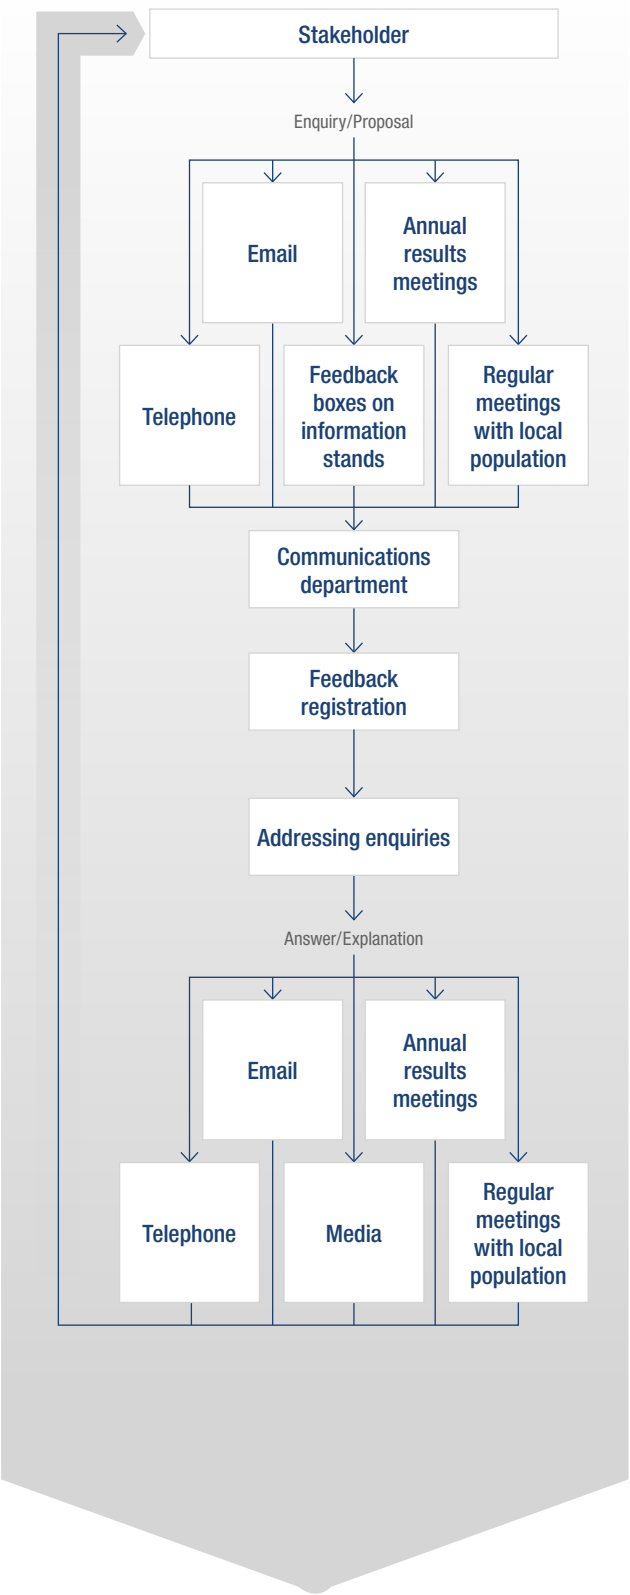 Stakeholder
Enquiry/Proposal
Email
Annual
results
meetings
Telephone
Feedback
boxes on
information
stands
Regular
meetings
with local
population
Communications
department
Feedback
registration
Addressing enquiries
Answer/Explanation
Email
Annual
results
meetings
Telephone
Media
Regular
meetings
with local
population